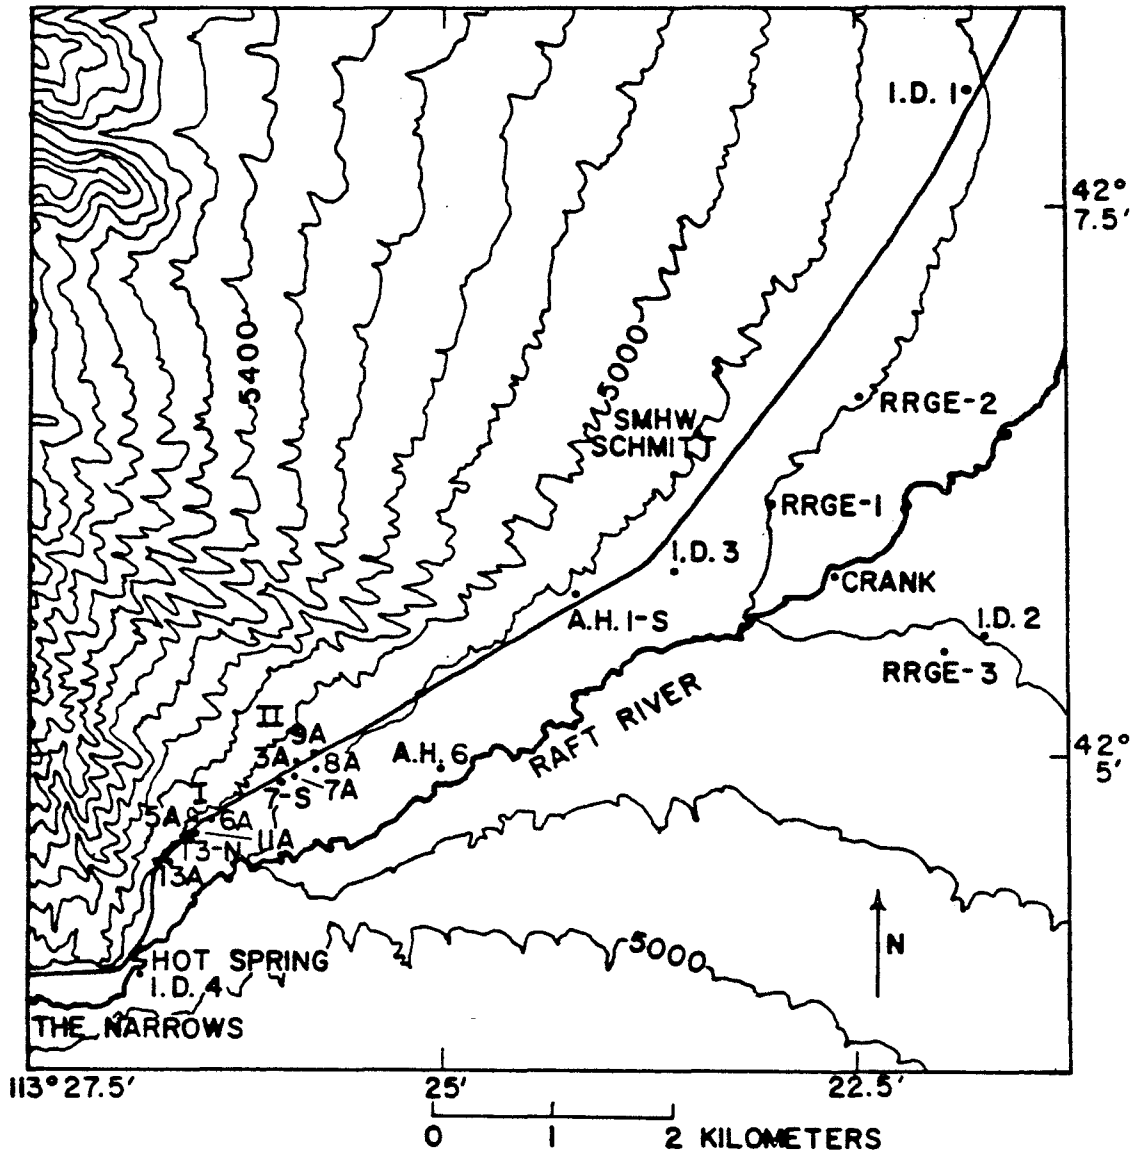 I.D. 1
42°
7.5'
5400
5000
SMHW
SCHMITT
RRGE-2
RRGE-1
I.D. 3
CRANK
A.H. 1-S
I.D. 2
RRGE-3
RAFT RIVER
II
9A
3A
8A
A.H. 6
42°
5'
7-S
7A
I
5A
8
6A
11A
13-N
13A
N
HOT SPRING
5000
I.D. 4
THE NARROWS
113° 27.5'
25'
22.5'
0 1 2 KILOMETERS